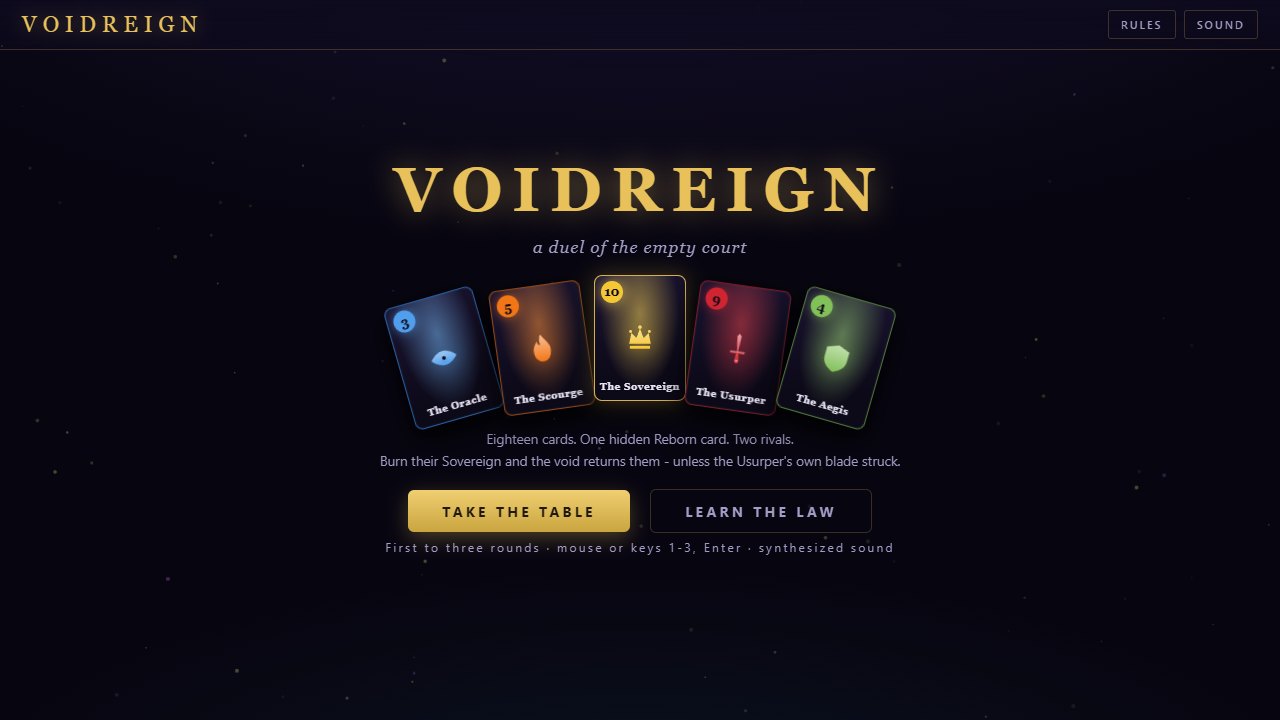 VOIDREIGN
RULES
SOUND
VOIDREIGN
a duel of the empty court
3
The Oracle
5
The Scourge
10
The Sovereign
9
The Usurper
4
The Aegis
Eighteen cards. One hidden Reborn card. Two rivals.
Burn their Sovereign and the void returns them - unless the Usurper's own blade struck.
TAKE THE TABLE
LEARN THE LAW
First to three rounds · mouse or keys 1-3, Enter · synthesized sound